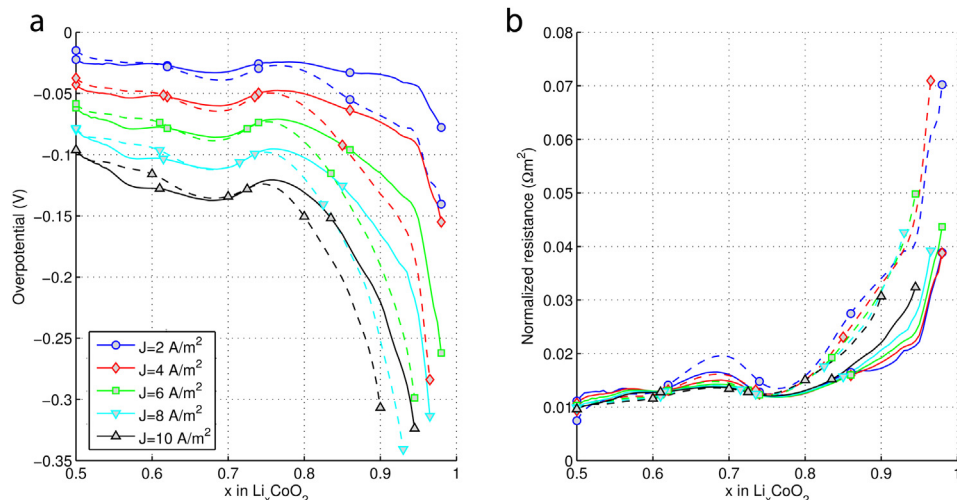 a
0
−0.05
−0.1
−0.15
−0.2
−0.25
−0.3
−0.35
Overpotential (V)
J=2 A/m²
J=4 A/m²
J=6 A/m²
J=8 A/m²
J=10 A/m²
0.5 0.6 0.7 0.8 0.9 1
x in LiₓCoO₂
b
0.08
0.07
0.06
0.05
0.04
0.03
0.02
0.01
0
Normalized resistance (Ωm²)
0.5 0.6 0.7 0.8 0.9 1
x in LiₓCoO₂